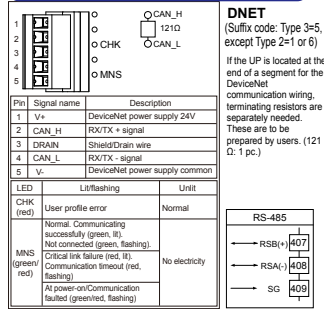 1
2
3
4
5
CHK
MNS
CAN_H
121Ω
CAN_L
DNET
(Suffix code: Type 3=5,
except Type 2=1 or 6)
If the UP is located at the
end of a segment for the
DeviceNet
communication wiring,
terminating resistors are
separately needed.
These are to be
prepared by users. (121
Ω: 1 pc.)
Pin Signal name Description
1 V+ DeviceNet power supply 24V
2 CAN_H RX/TX + signal
3 DRAIN Shield/Drain wire
4 CAN_L RX/TX - signal
5 V- DeviceNet power supply common
LED Lit/flashing Unlit
CHK
(red) User profile error Normal
MNS
(green/
red)
Normal. Communicating
successfully (green, lit).
Not connected (green, flashing).
Critical link failure (red, lit).
Communication timeout (red,
flashing)
At power-on/Communication
faulted (green/red, flashing)
No electricity
RS-485
RSB(+) 407
RSA(-) 408
SG 409